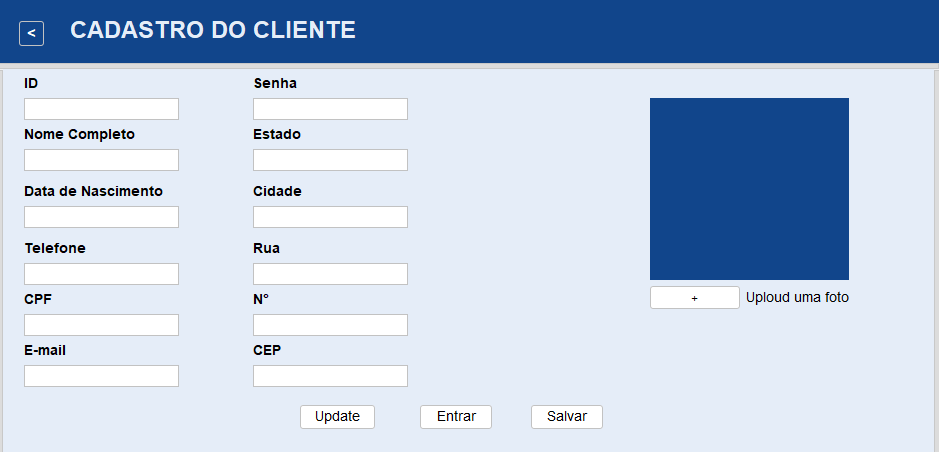 < CADASTRO DO CLIENTE
ID
Senha
Nome Completo
Estado
Data de Nascimento
Cidade
Telefone
Rua
CPF
N°
E-mail
CEP
+ Uploud uma foto
Update
Entrar
Salvar